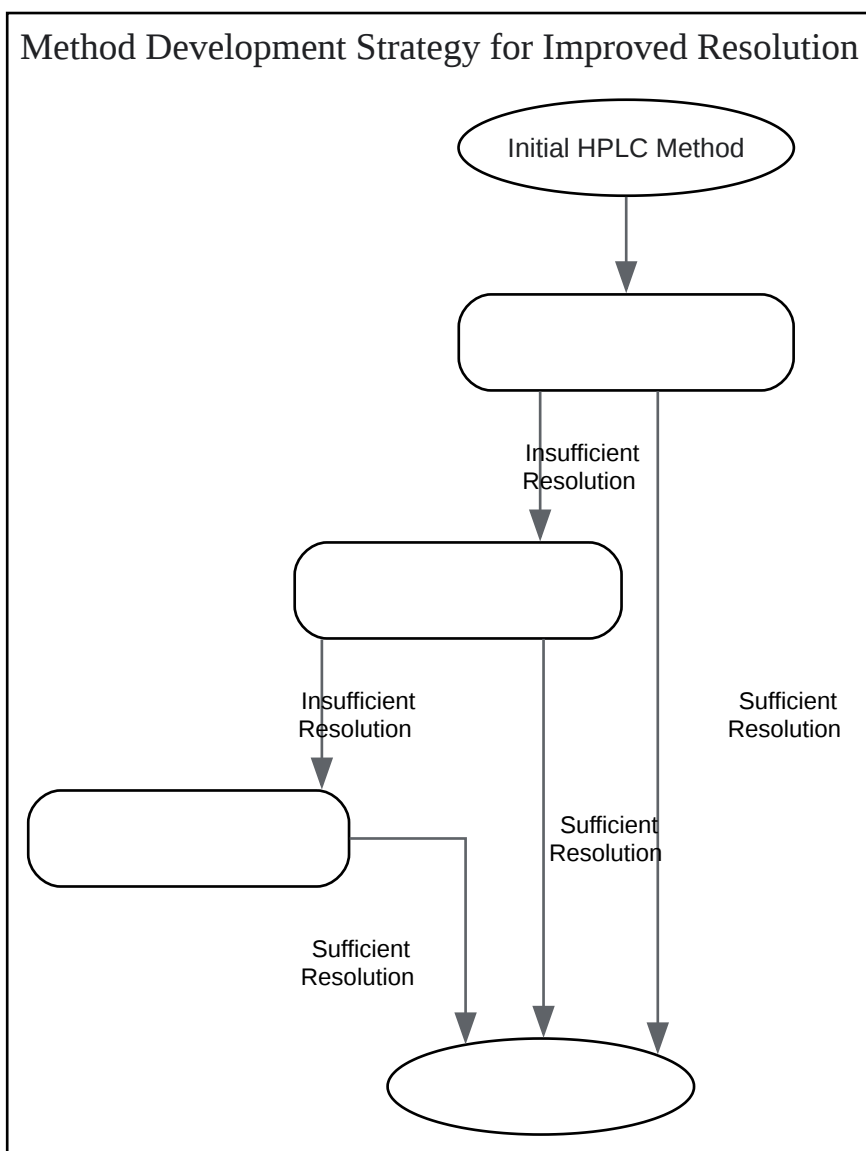 Method Development Strategy for Improved Resolution
Initial HPLC Method
Insufficient
Resolution
Insufficient
Resolution
Sufficient
Resolution
Sufficient
Resolution
Sufficient
Resolution